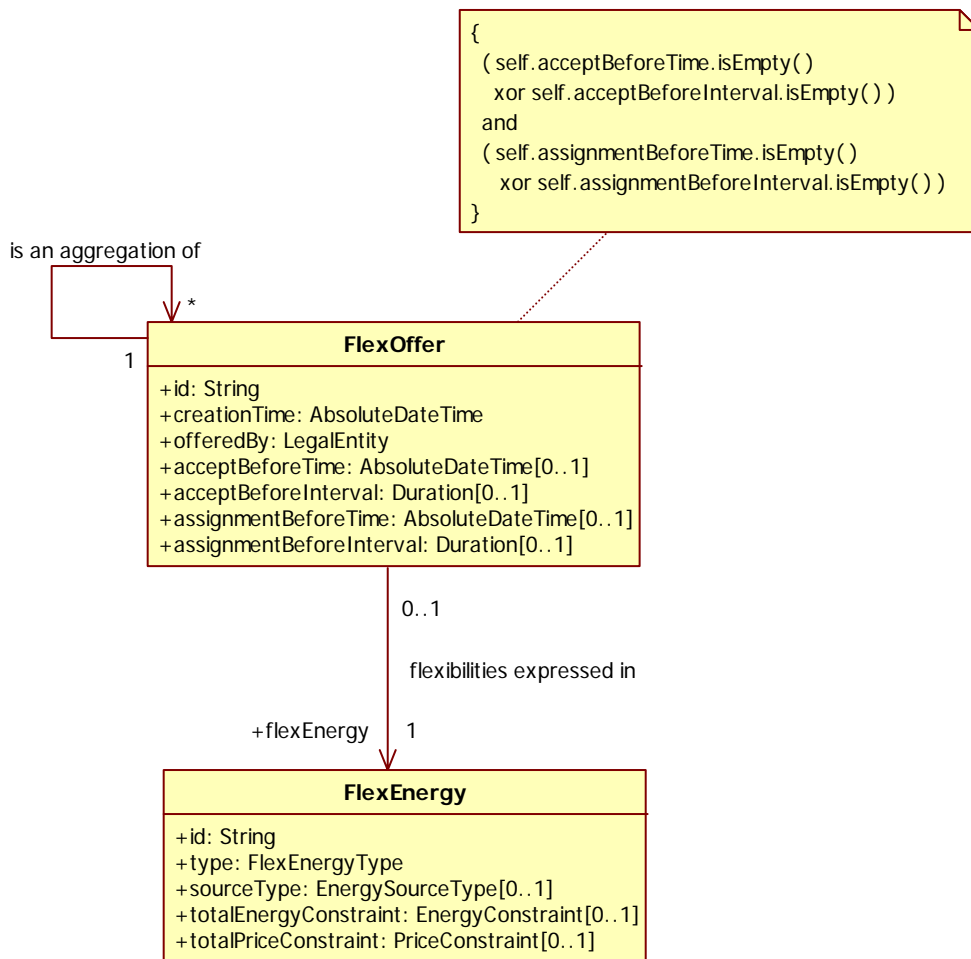 {
( self.acceptBeforeTime.isEmpty()
xor self.acceptBeforeInterval.isEmpty( ) )
and
( self.assignmentBeforeTime.isEmpty()
xor self.assignmentBeforeInterval.isEmpty( ) )
}
is an aggregation of
*
1
FlexOffer
+id: String
+creationTime: AbsoluteDateTime
+offeredBy: LegalEntity
+acceptBeforeTime: AbsoluteDateTime[0..1]
+acceptBeforeInterval: Duration[0..1]
+assignmentBeforeTime: AbsoluteDateTime[0..1]
+assignmentBeforeInterval: Duration[0..1]
0..1
flexibilities expressed in
+flexEnergy 1
FlexEnergy
+id: String
+type: FlexEnergyType
+sourceType: EnergySourceType[0..1]
+totalEnergyConstraint: EnergyConstraint[0..1]
+totalPriceConstraint: PriceConstraint[0..1]